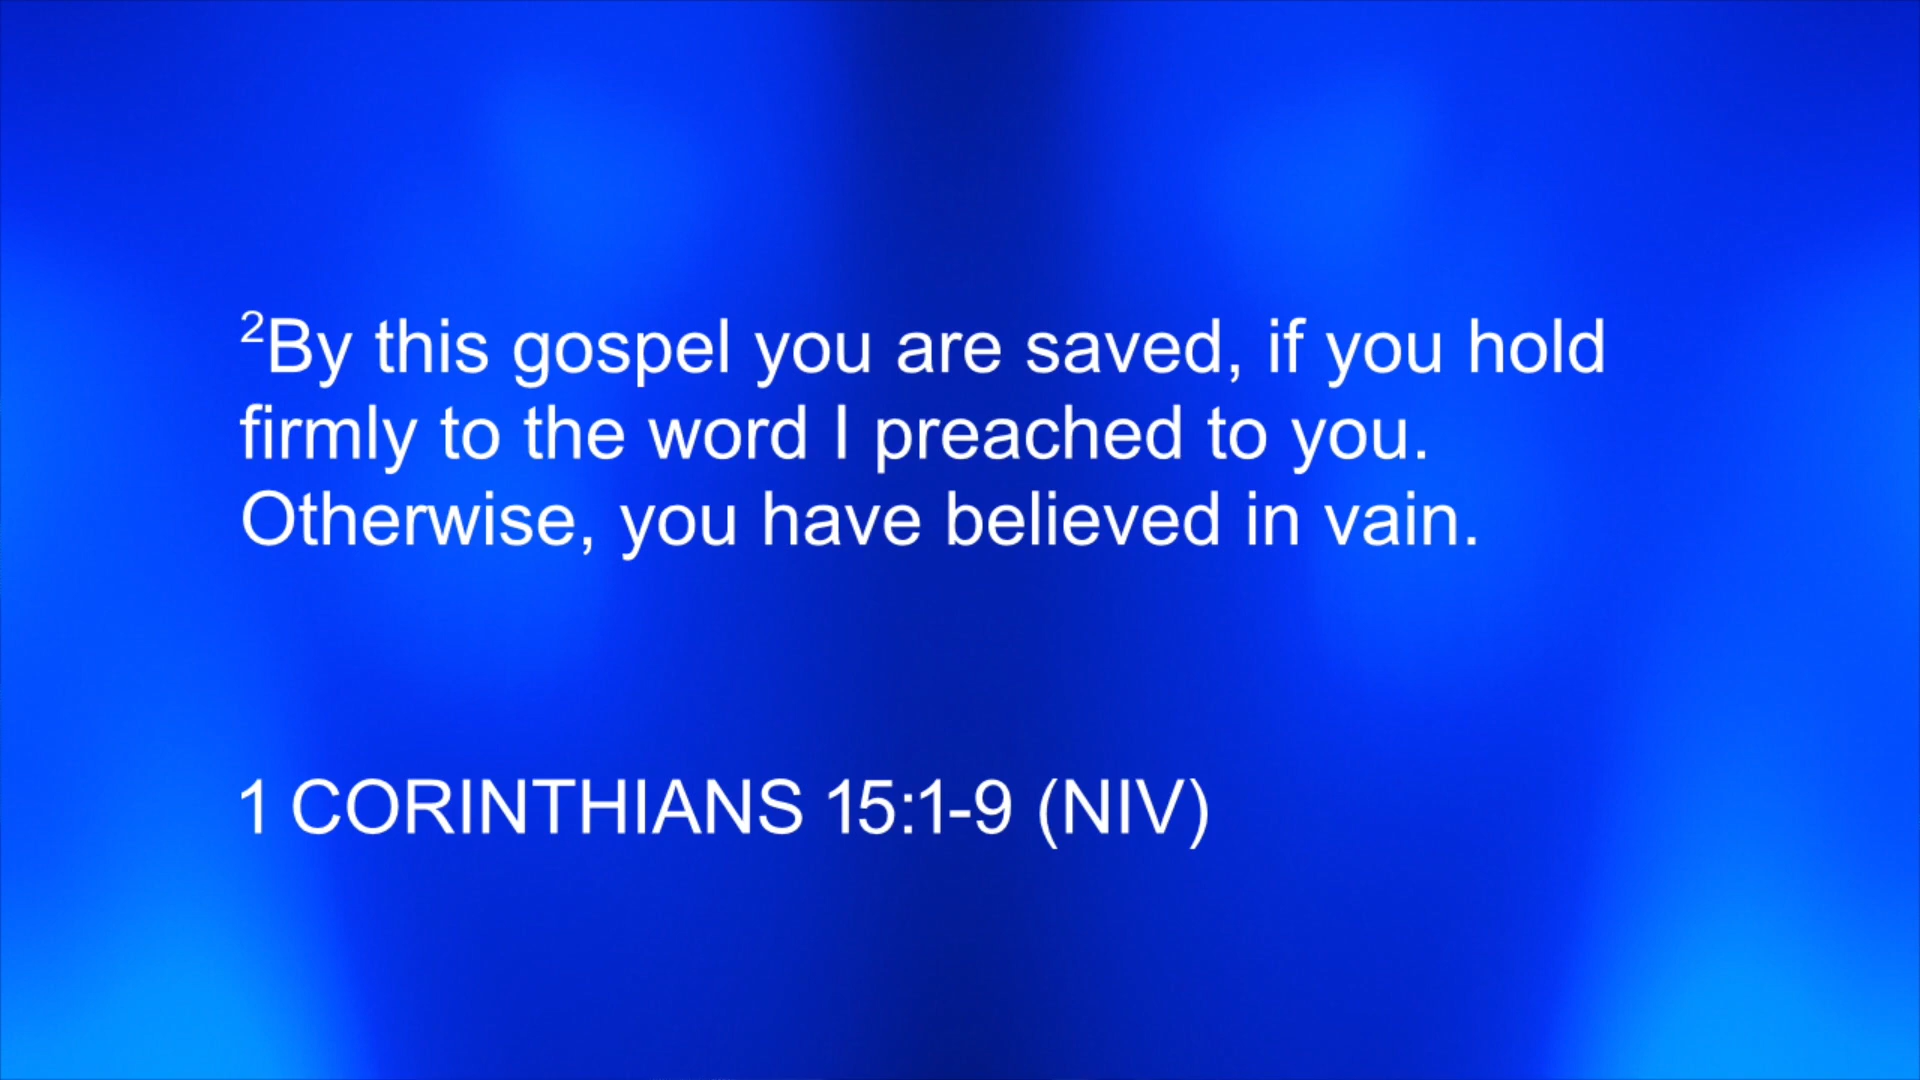 ²By this gospel you are saved, if you hold
firmly to the word I preached to you.
Otherwise, you have believed in vain.
1 CORINTHIANS 15:1-9 (NIV)